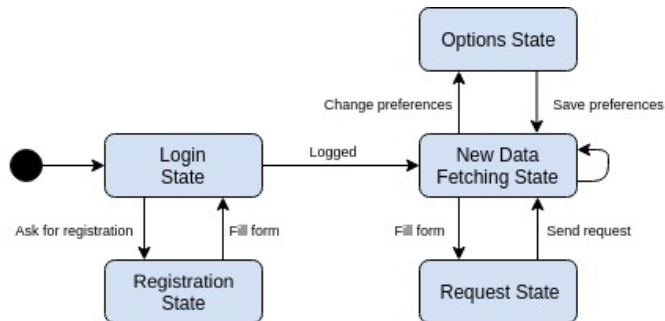 Options State
Change preferences
Save preferences
Login
State
Logged
New Data
Fetching State
Ask for registration
Fill form
Fill form
Send request
Registration
State
Request State